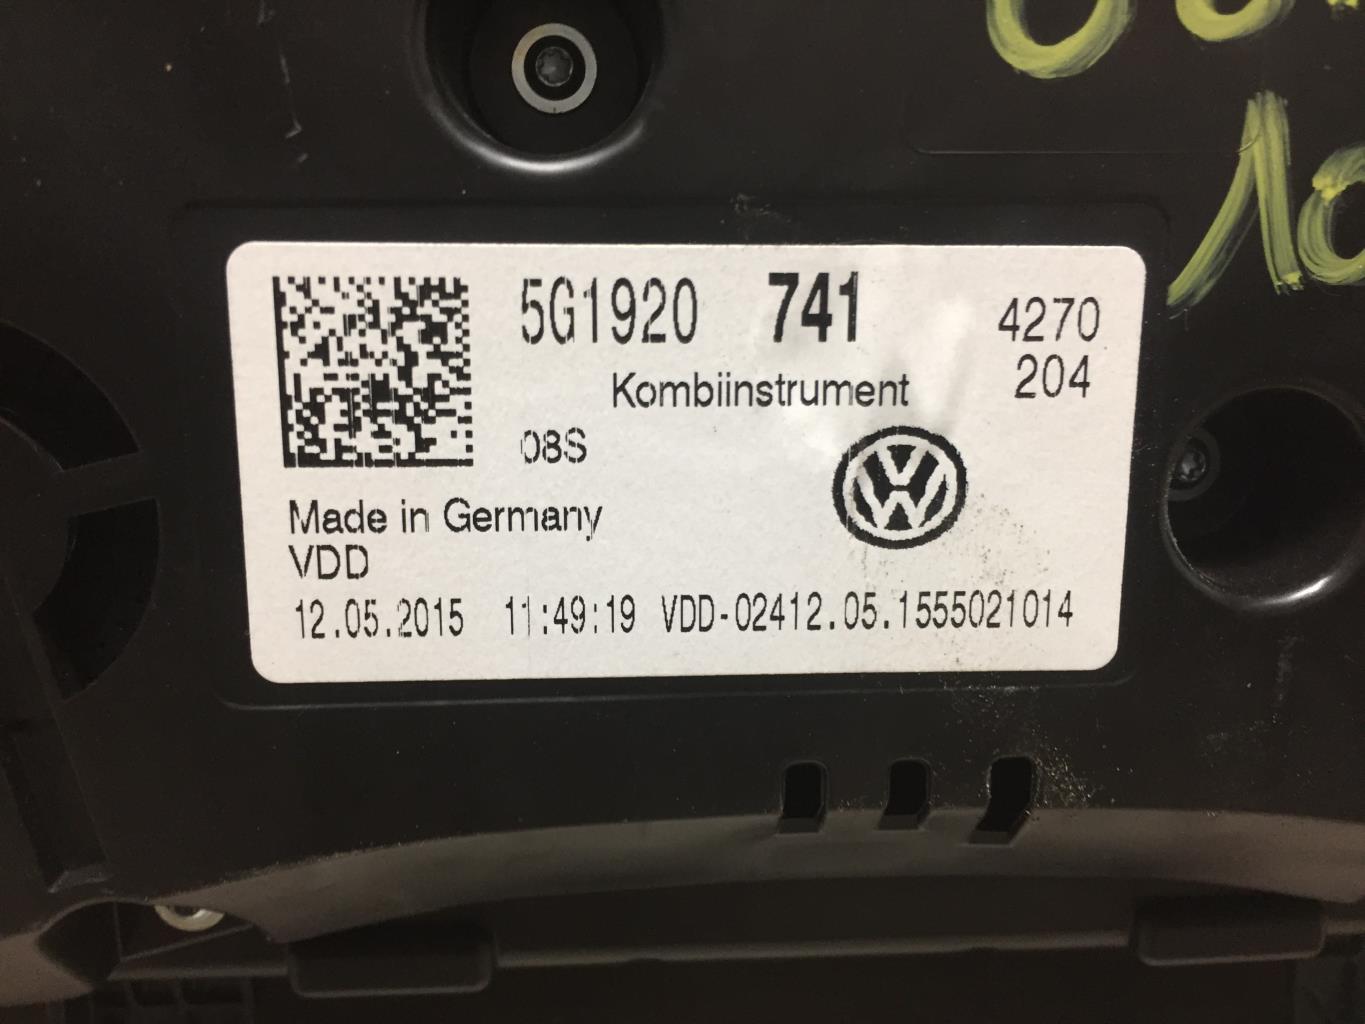 5G1920 741 4270
204
Kombiinstrument
08S
Made in Germany
VDD
12.05.2015 11:49:19 VDD-02412.05.1555021014